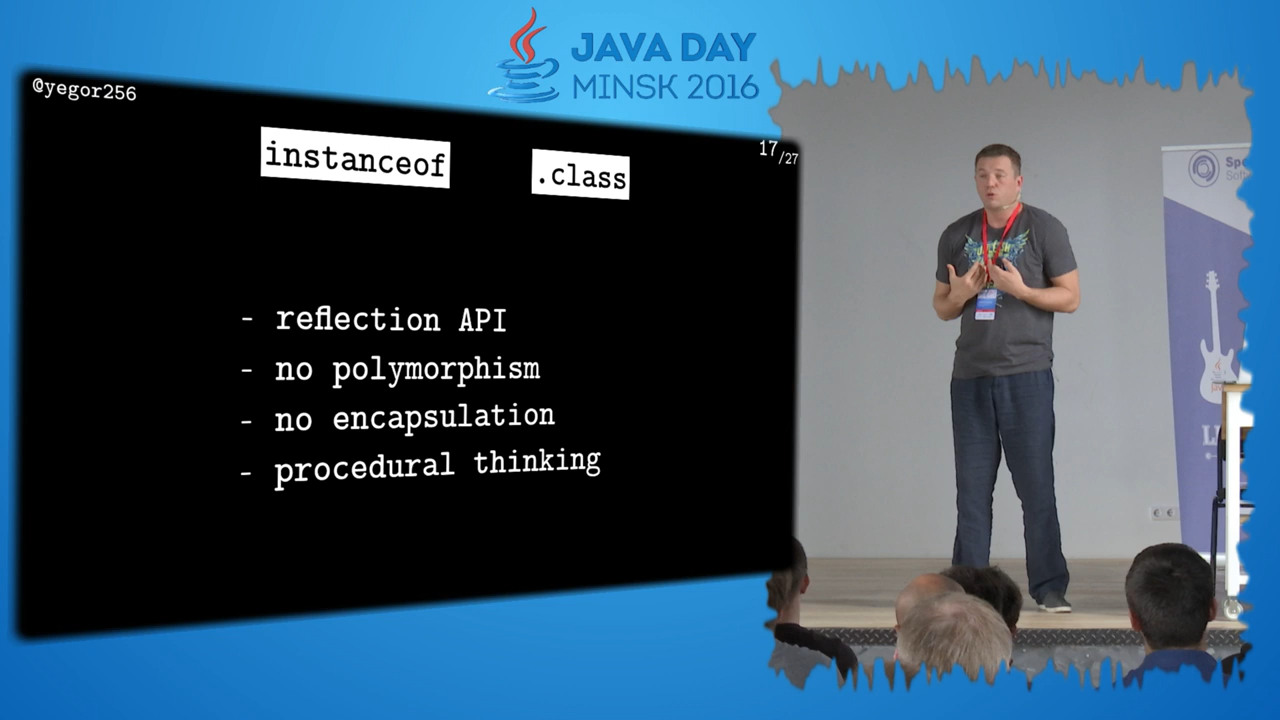 JAVA DAY
MINSK 2016
@yegor256
17/27
instanceof
.class
- reflection API
- no polymorphism
- no encapsulation
- procedural thinking